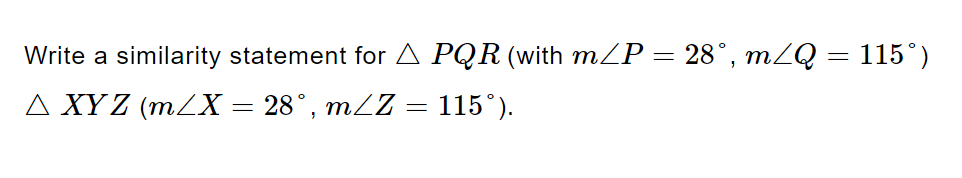 Write a similarity statement for △ PQR (with m∠P = 28°, m∠Q = 115°)
△ XYZ (m∠X = 28°, m∠Z = 115°).